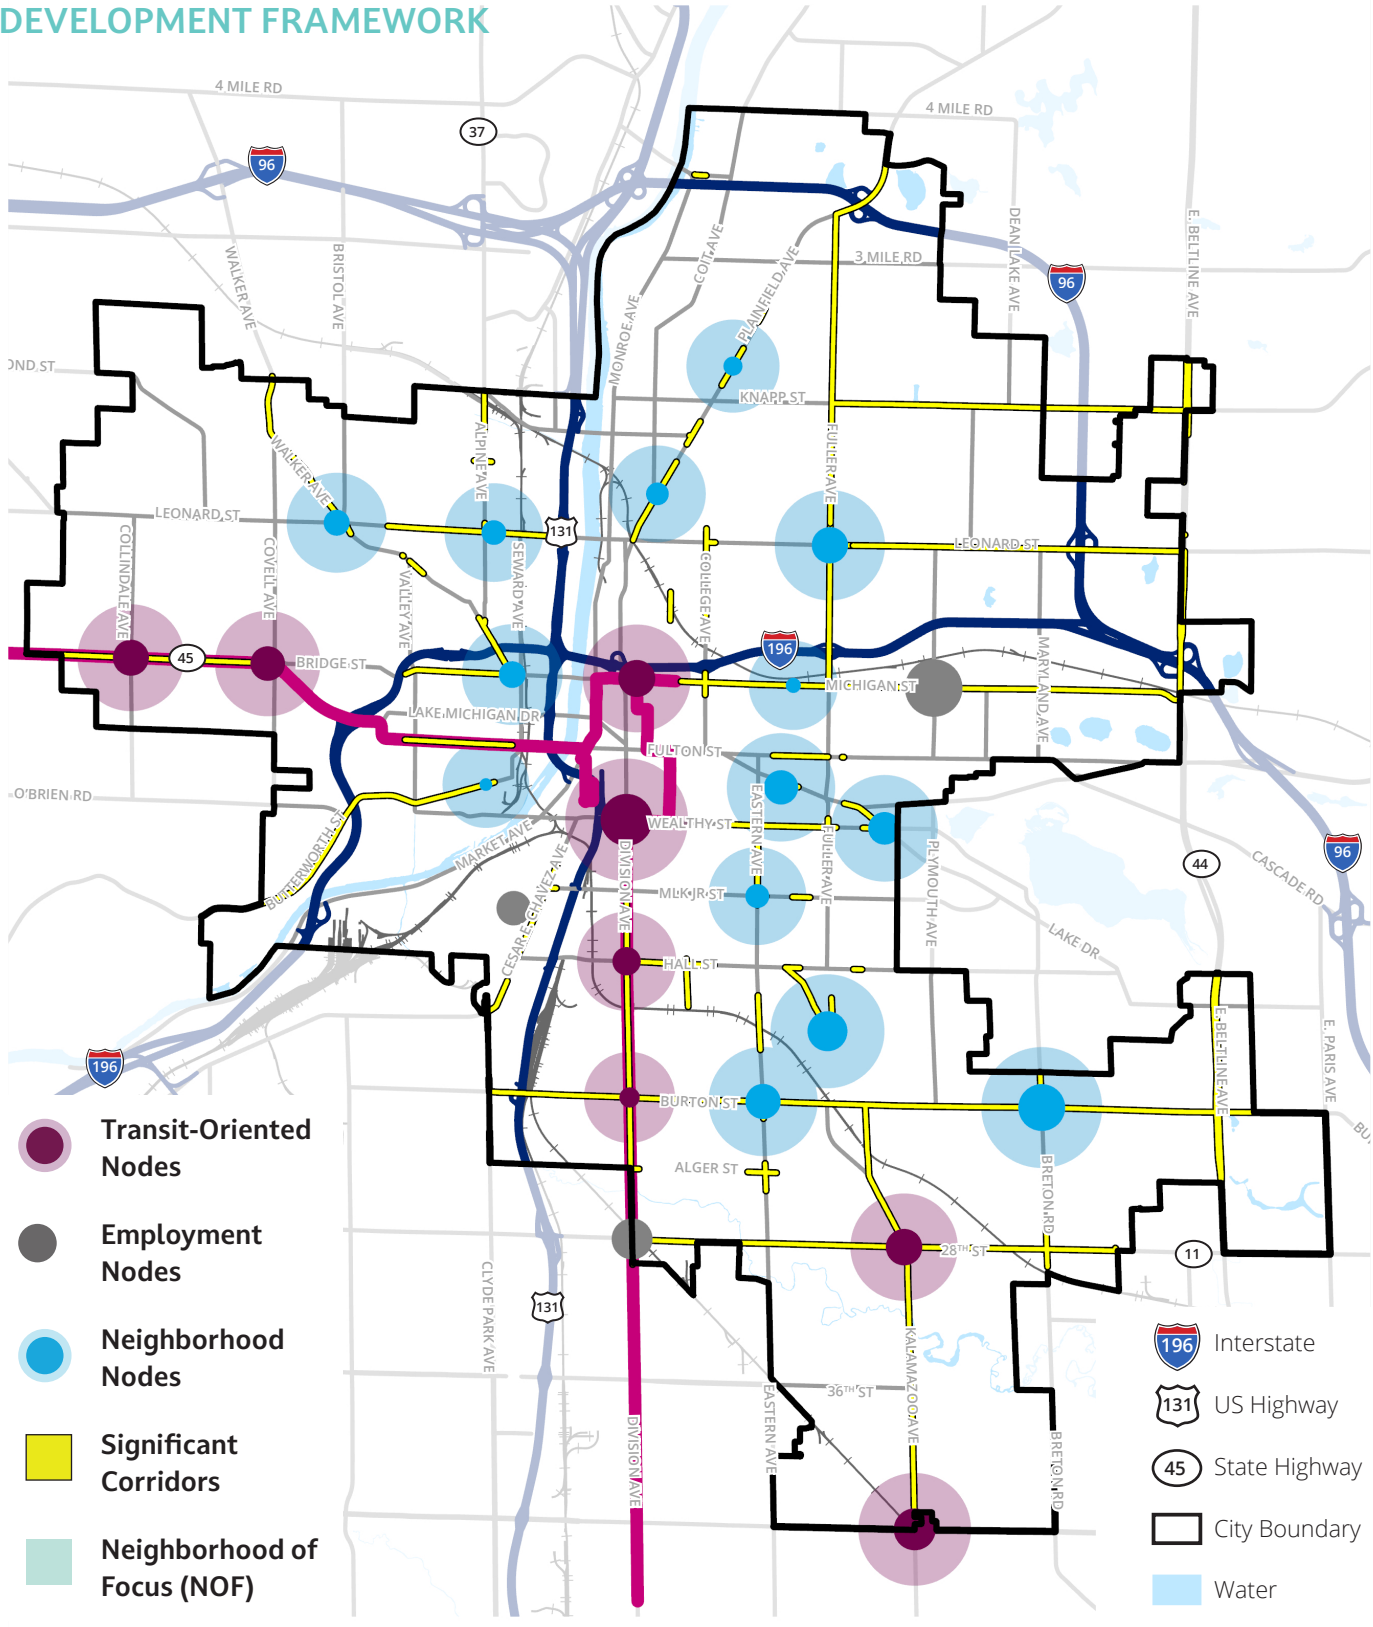 DEVELOPMENT FRAMEWORK
4 MILE RD
37
4 MILE RD
96
WALKER AVE
BRISTOL AVE
MONROE AVE
COIT AVE
PLAINFIELD AVE
3 MILE RD
DEAN LAKE AVE
E. BELTLINE AVE
96
OND ST
KNAPP ST
WALKER AVE
ALPINE AVE
FULLER AVE
LEONARD ST
131
LEONARD ST
COLLINDALE AVE
COVELL AVE
VALLEY AVE
SEWARD AVE
COLLEGE AVE
MARYLAND AVE
45
BRIDGE ST
196
MICHIGAN ST
LAKE MICHIGAN DR
FULTON ST
O'BRIEN RD
BUTTERWORTH ST
MARKET AVE
WEALTHY ST
EASTERN AVE
FULLER AVE
PLYMOUTH AVE
44
96
CASCADE RD
DIVISION AVE
MLK JR ST
CESAR E. CHAVEZ AVE
LAKE DR
HALL ST
196
E. BELTLINE AVE
E. PARIS AVE
BURTON ST
BU
ALGER ST
BRETON RD
28TH ST
11
CLYDE PARK AVE
131
KALAMAZOO AVE
36TH ST
EASTERN AVE
DIVISION AVE
BRETON RD
Transit-Oriented
Nodes
Employment
Nodes
Neighborhood
Nodes
Significant
Corridors
Neighborhood of
Focus (NOF)
196 Interstate
131 US Highway
45 State Highway
City Boundary
Water